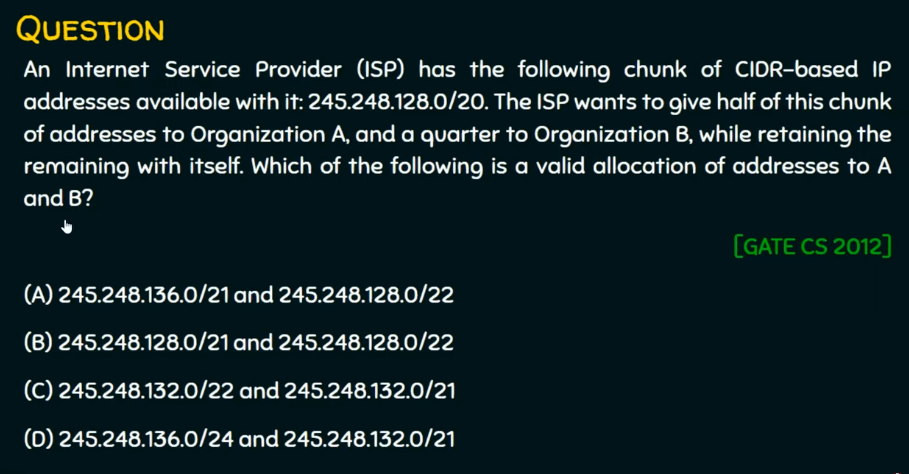 QUESTION
An Internet Service Provider (ISP) has the following chunk of CIDR-based IP
addresses available with it: 245.248.128.0/20. The ISP wants to give half of this chunk
of addresses to Organization A, and a quarter to Organization B, while retaining the
remaining with itself. Which of the following is a valid allocation of addresses to A
and B?
[GATE CS 2012]
(A) 245.248.136.0/21 and 245.248.128.0/22
(B) 245.248.128.0/21 and 245.248.128.0/22
(C) 245.248.132.0/22 and 245.248.132.0/21
(D) 245.248.136.0/24 and 245.248.132.0/21